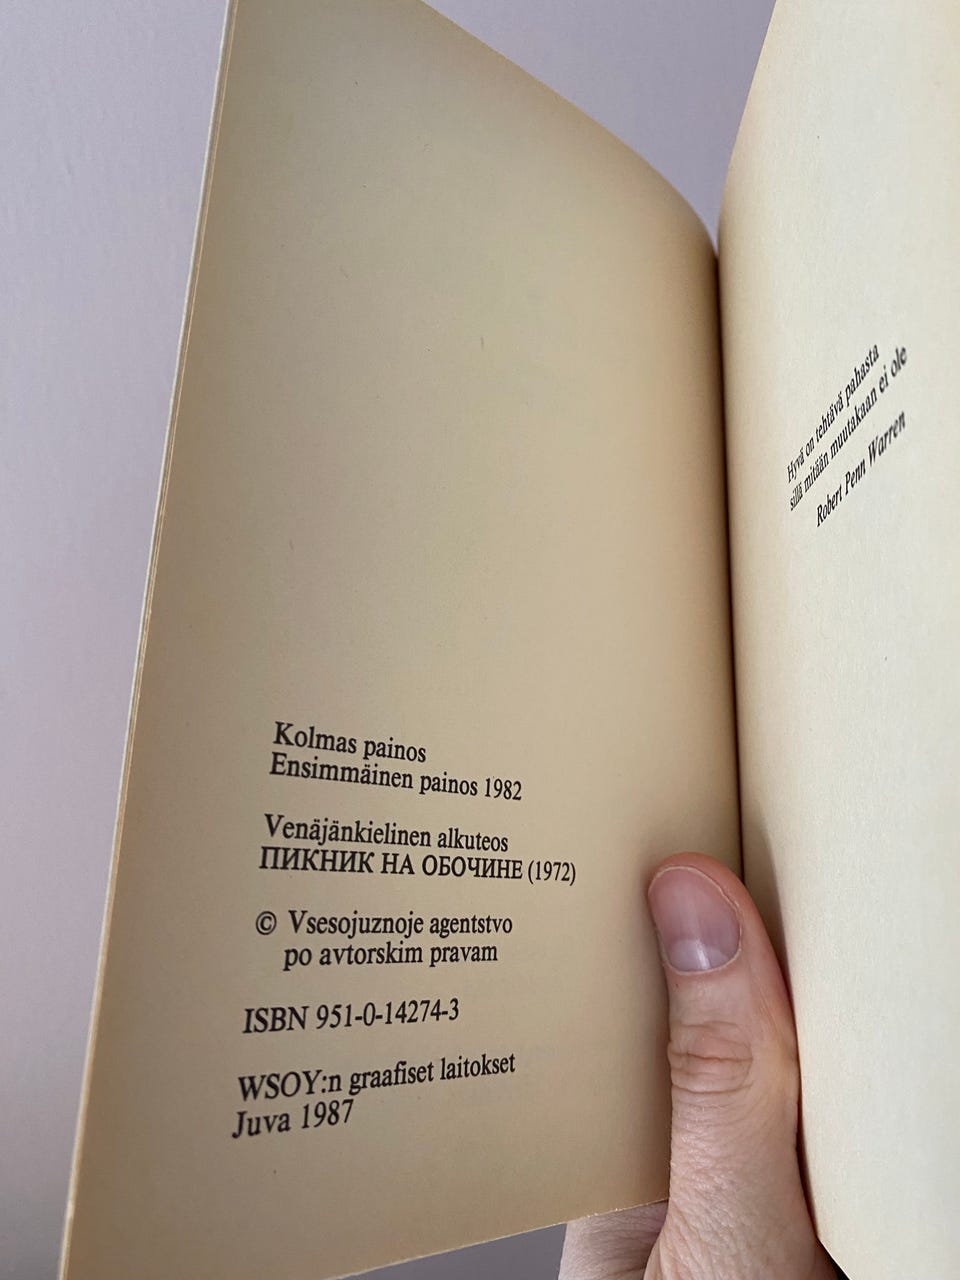 Kolmas painos
Ensimmäinen painos 1982
Venäjänkielinen alkuteos
ПИКНИК НА ОБОЧИНЕ (1972)
© Vsesojuznoje agentstvo
po avtorskim pravam
ISBN 951-0-14274-3
WSOY:n graafiset laitokset
Juva 1987
Hyvä on tehtävä pahasta
sillä mitään muutakaan ei ole
Robert Penn Warren